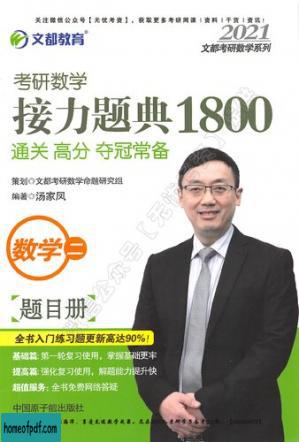 关注微信公众号【无忧考资】，获取更多考研网课|资料|干货|资讯！
文都教育
2021
文都考研数学系列
考研数学
接力题典1800
通关 高分 夺冠常备
策划◇文都考研数学命题研究组
编著◇汤家凤
数学二
题目册
全书入门练习题更新高达90%！
基础篇：第一轮复习使用，掌握基础更牢
提高篇：强化复习使用，解题能力提升快
超值服务：全书免费网络答疑
中国原子能出版社
homeofpdf.com